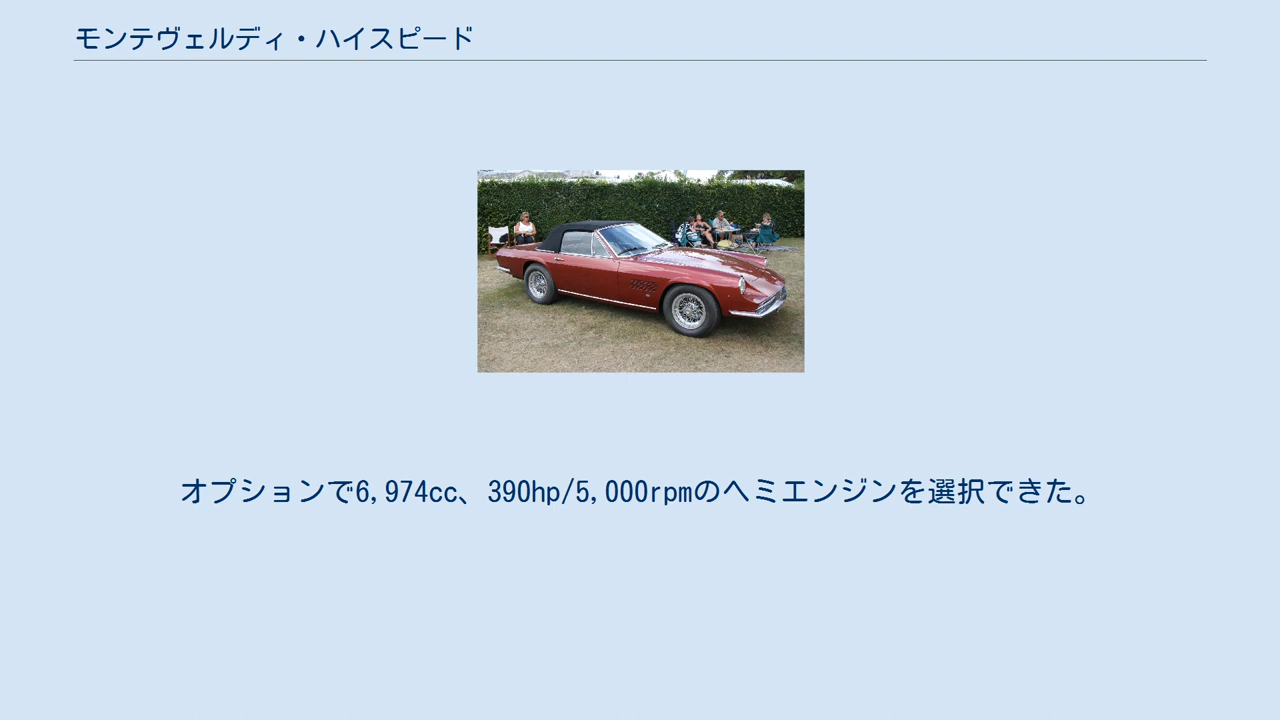 モンテヴェルディ・ハイスピード
オプションで6,974cc、390hp/5,000rpmのヘミエンジンを選択できた。